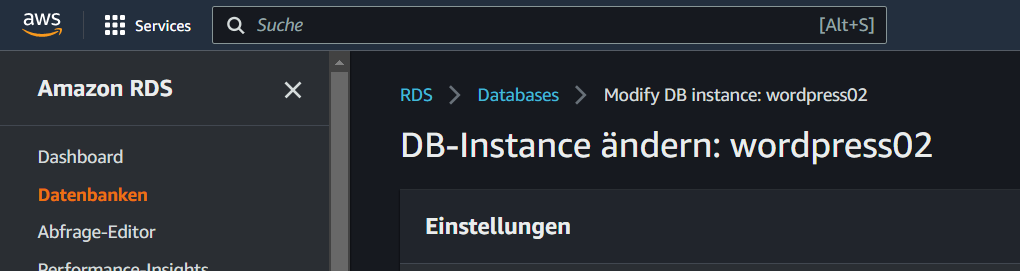 aws
Services
Suche
[Alt+S]
Amazon RDS
RDS > Databases > Modify DB instance: wordpress02
DB-Instance ändern: wordpress02
Dashboard
Datenbanken
Abfrage-Editor
Performance-Insights
Einstellungen